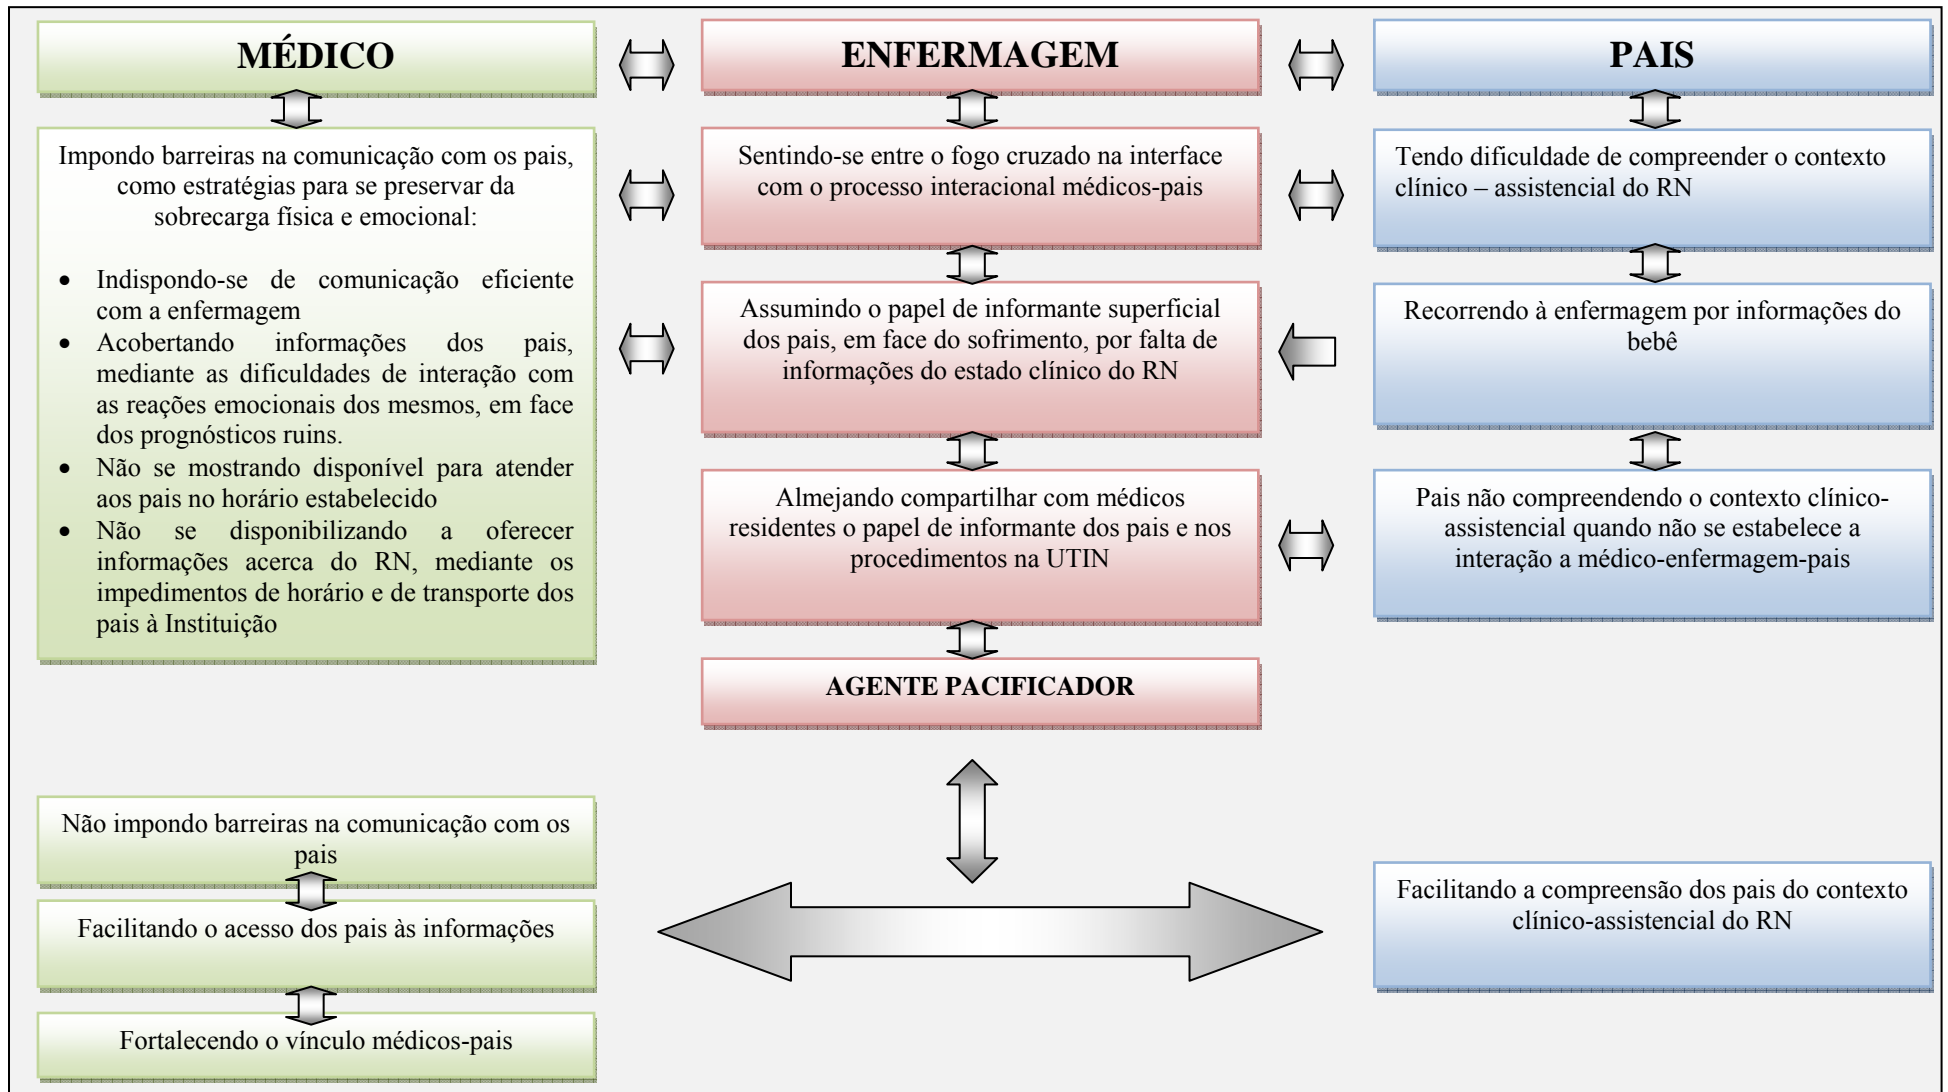 MÉDICO
Impondo barreiras na comunicação com os pais,
como estratégias para se preservar da
sobrecarga física e emocional:
• Indispondo-se de comunicação eficiente
com a enfermagem
• Acobertando informações dos pais,
mediante as dificuldades de interação com
as reações emocionais dos mesmos, em face
dos prognósticos ruins.
• Não se mostrando disponível para atender
aos pais no horário estabelecido
• Não se disponibilizando a oferecer
informações acerca do RN, mediante os
impedimentos de horário e de transporte dos
pais à Instituição
ENFERMAGEM
Sentindo-se entre o fogo cruzado na interface
com o processo interacional médicos-pais
Assumindo o papel de informante superficial
dos pais, em face do sofrimento, por falta de
informações do estado clínico do RN
Almejando compartilhar com médicos
residentes o papel de informante dos pais e nos
procedimentos na UTIN
AGENTE PACIFICADOR
PAIS
Tendo dificuldade de compreender o contexto
clínico – assistencial do RN
Recorrendo à enfermagem por informações do
bebê
Pais não compreendendo o contexto clínico-
assistencial quando não se estabelece a
interação a médico-enfermagem-pais
Não impondo barreiras na comunicação com os
pais
Facilitando o acesso dos pais às informações
Fortalecendo o vínculo médicos-pais
Facilitando a compreensão dos pais do contexto
clínico-assistencial do RN